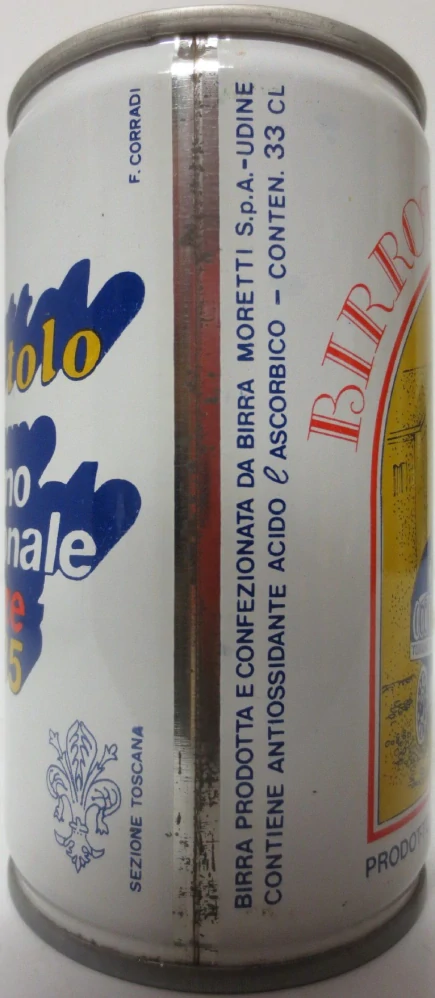 tolo
no
nale
e
5
F. CORRADI
SEZIONE TOSCANA
BIRRA PRODOTTA E CONFEZIONATA DA BIRRA MORETTI S.p.A.-UDINE
CONTIENE ANTIOSSIDANTE ACIDO l ASCORBICO - CONTEN. 33 CL
BIRRO
PRODOT